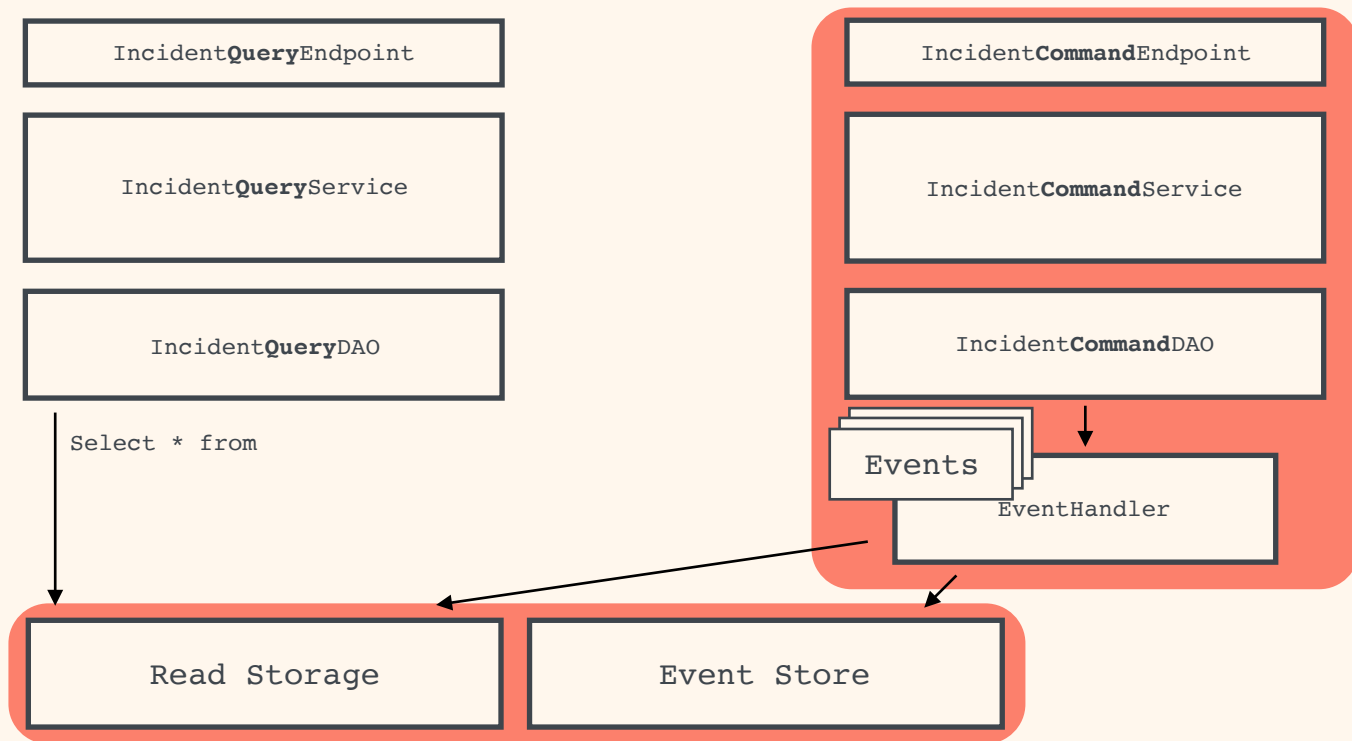 IncidentQueryEndpoint
IncidentQueryService
IncidentQueryDAO
Select * from
IncidentCommandEndpoint
IncidentCommandService
IncidentCommandDAO
Events
EventHandler
Read Storage
Event Store